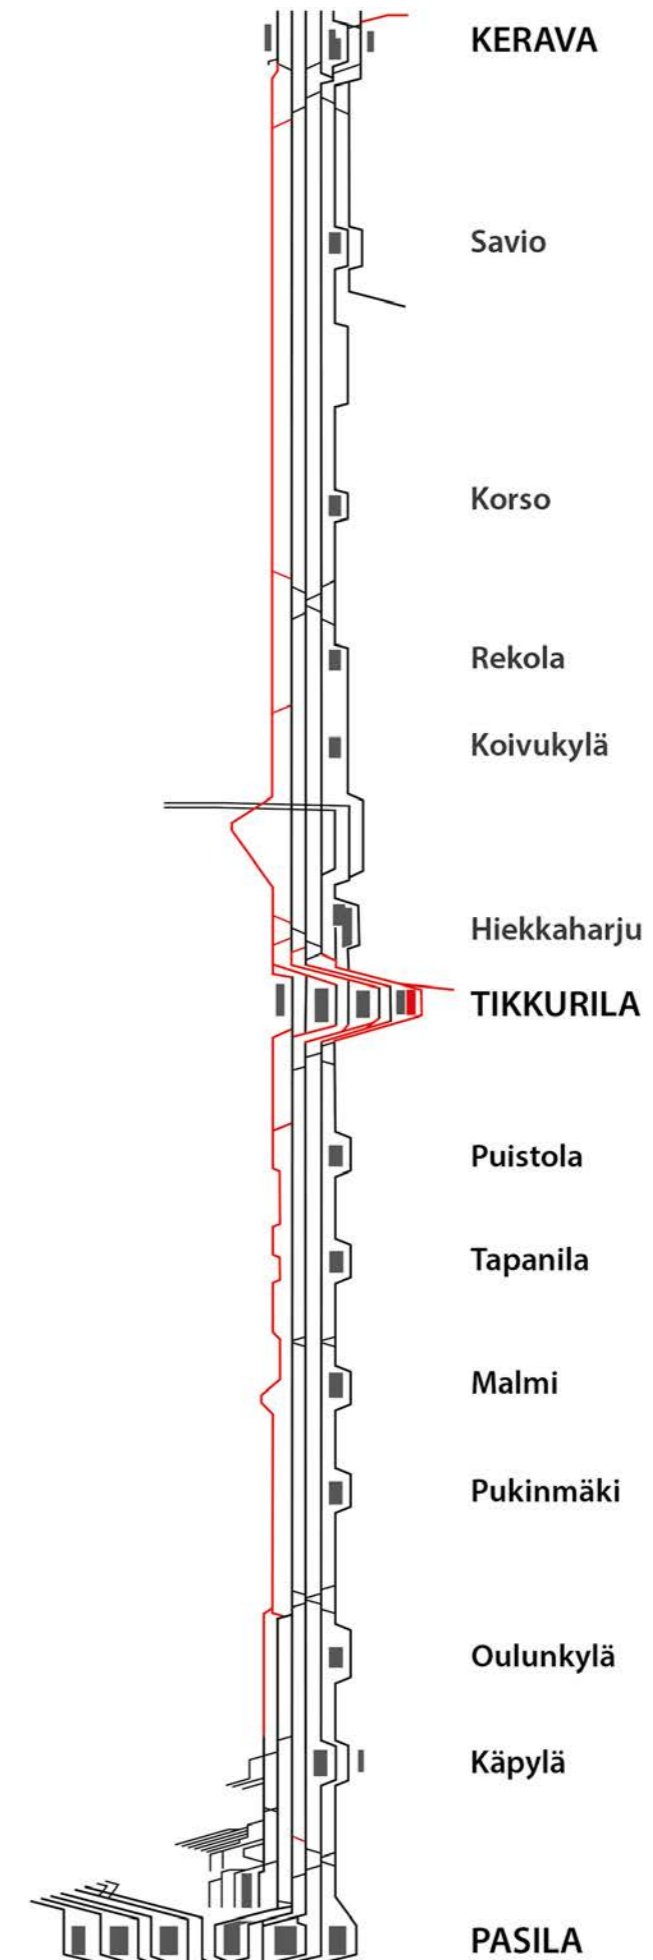 KERAVA
Savio
Korso
Rekola
Koivukylä
Hiekkaharju
TIKKURILA
Puistola
Tapanila
Malmi
Pukinmäki
Oulunkylä
Käpylä
PASILA